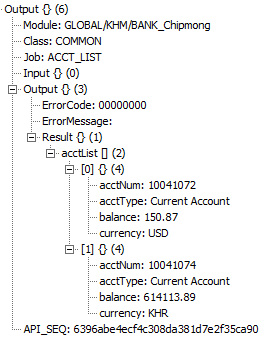 Output {} (6)
Module: GLOBAL/KHM/BANK_Chipmong
Class: COMMON
Job: ACCT_LIST
Input {} (0)
Output {} (3)
ErrorCode: 00000000
ErrorMessage:
Result {} (1)
acctList [] (2)
[0] {} (4)
acctNum: 10041072
acctType: Current Account
balance: 150.87
currency: USD
[1] {} (4)
acctNum: 10041074
acctType: Current Account
balance: 614113.89
currency: KHR
API_SEQ: 6396abe4ecf4c308da381d7e2f35ca90